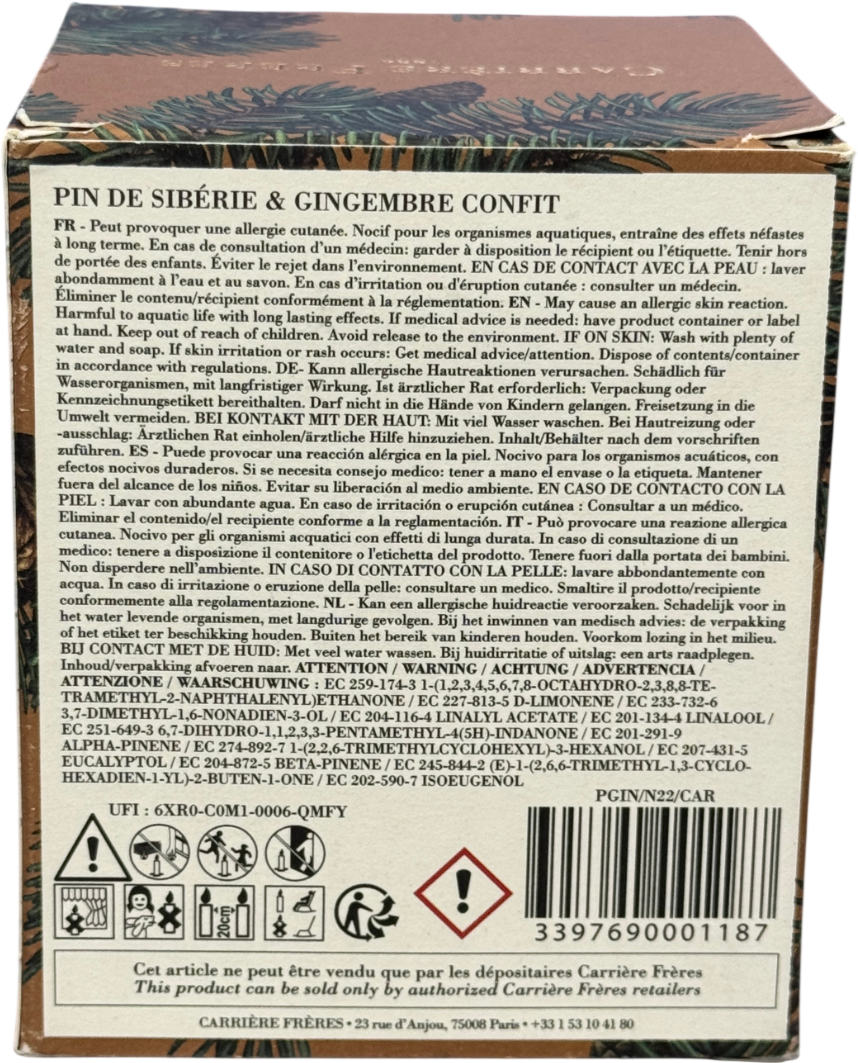 CARRIÈRE FRÈRES
PIN DE SIBÉRIE & GINGEMBRE CONFIT
FR - Peut provoquer une allergie cutanée. Nocif pour les organismes aquatiques, entraîne des effets néfastes
à long terme. En cas de consultation d'un médecin: garder à disposition le récipient ou l'étiquette. Tenir hors
de portée des enfants. Éviter le rejet dans l'environnement. EN CAS DE CONTACT AVEC LA PEAU : laver
abondamment à l'eau et au savon. En cas d'irritation ou d'éruption cutanée : consulter un médecin.
Éliminer le contenu/récipient conformément à la réglementation. EN - May cause an allergic skin reaction.
Harmful to aquatic life with long lasting effects. If medical advice is needed: have product container or label
at hand. Keep out of reach of children. Avoid release to the environment. IF ON SKIN: Wash with plenty of
water and soap. If skin irritation or rash occurs: Get medical advice/attention. Dispose of contents/container
in accordance with regulations. DE- Kann allergische Hautreaktionen verursachen. Schädlich für
Wasserorganismen, mit langfristiger Wirkung. Ist ärztlicher Rat erforderlich: Verpackung oder
Kennzeichnungsetikett bereithalten. Darf nicht in die Hände von Kindern gelangen. Freisetzung in die
Umwelt vermeiden. BEI KONTAKT MIT DER HAUT: Mit viel Wasser waschen. Bei Hautreizung oder
-ausschlag: Ärztlichen Rat einholen/ärztliche Hilfe hinzuziehen. Inhalt/Behälter nach dem vorschriften
zuführen. ES - Puede provocar una reacción alérgica en la piel. Nocivo para los organismos acuáticos, con
efectos nocivos duraderos. Si se necesita consejo medico: tener a mano el envase o la etiqueta. Mantener
fuera del alcance de los niños. Evitar su liberación al medio ambiente. EN CASO DE CONTACTO CON LA
PIEL : Lavar con abundante agua. En caso de irritación o erupción cutánea : Consultar a un médico.
Eliminar el contenido/el recipiente conforme a la reglamentación. IT - Può provocare una reazione allergica
cutanea. Nocivo per gli organismi acquatici con effetti di lunga durata. In caso di consultazione di un
medico: tenere a disposizione il contenitore o l'etichetta del prodotto. Tenere fuori dalla portata dei bambini.
Non disperdere nell'ambiente. IN CASO DI CONTATTO CON LA PELLE: lavare abbondantemente con
acqua. In caso di irritazione o eruzione della pelle: consultare un medico. Smaltire il prodotto/recipiente
conformemente alla regolamentazione. NL - Kan een allergische huidreactie veroorzaken. Schadelijk voor in
het water levende organismen, met langdurige gevolgen. Bij het inwinnen van medisch advies: de verpakking
of het etiket ter beschikking houden. Buiten het bereik van kinderen houden. Voorkom lozing in het milieu.
BIJ CONTACT MET DE HUID: Met veel water wassen. Bij huidirritatie of uitslag: een arts raadplegen.
Inhoud/verpakking afvoeren naar. ATTENTION / WARNING / ACHTUNG / ADVERTENCIA /
ATTENZIONE / WAARSCHUWING : EC 259-174-3 1-(1,2,3,4,5,6,7,8-OCTAHYDRO-2,3,8,8-TE-
TRAMETHYL-2-NAPHTHALENYL)ETHANONE / EC 227-813-5 D-LIMONENE / EC 233-732-6
3,7-DIMETHYL-1,6-NONADIEN-3-OL / EC 204-116-4 LINALYL ACETATE / EC 201-134-4 LINALOOL /
EC 251-649-3 6,7-DIHYDRO-1,1,2,3,3-PENTAMETHYL-4(5H)-INDANONE / EC 201-291-9
ALPHA-PINENE / EC 274-892-7 1-(2,2,6-TRIMETHYLCYCLOHEXYL)-3-HEXANOL / EC 207-431-5
EUCALYPTOL / EC 204-872-5 BETA-PINENE / EC 245-844-2 (E)-1-(2,6,6-TRIMETHYL-1,3-CYCLO-
HEXADIEN-1-YL)-2-BUTEN-1-ONE / EC 202-590-7 ISOEUGENOL
PGIN/N22/CAR
UFI : 6XR0-C0M1-0006-QMFY
20cm
3397690001187
Cet article ne peut être vendu que par les dépositaires Carrière Frères
This product can be sold only by authorized Carrière Frères retailers
CARRIÈRE FRÈRES • 23 rue d'Anjou, 75008 Paris • +33 1 53 10 41 80